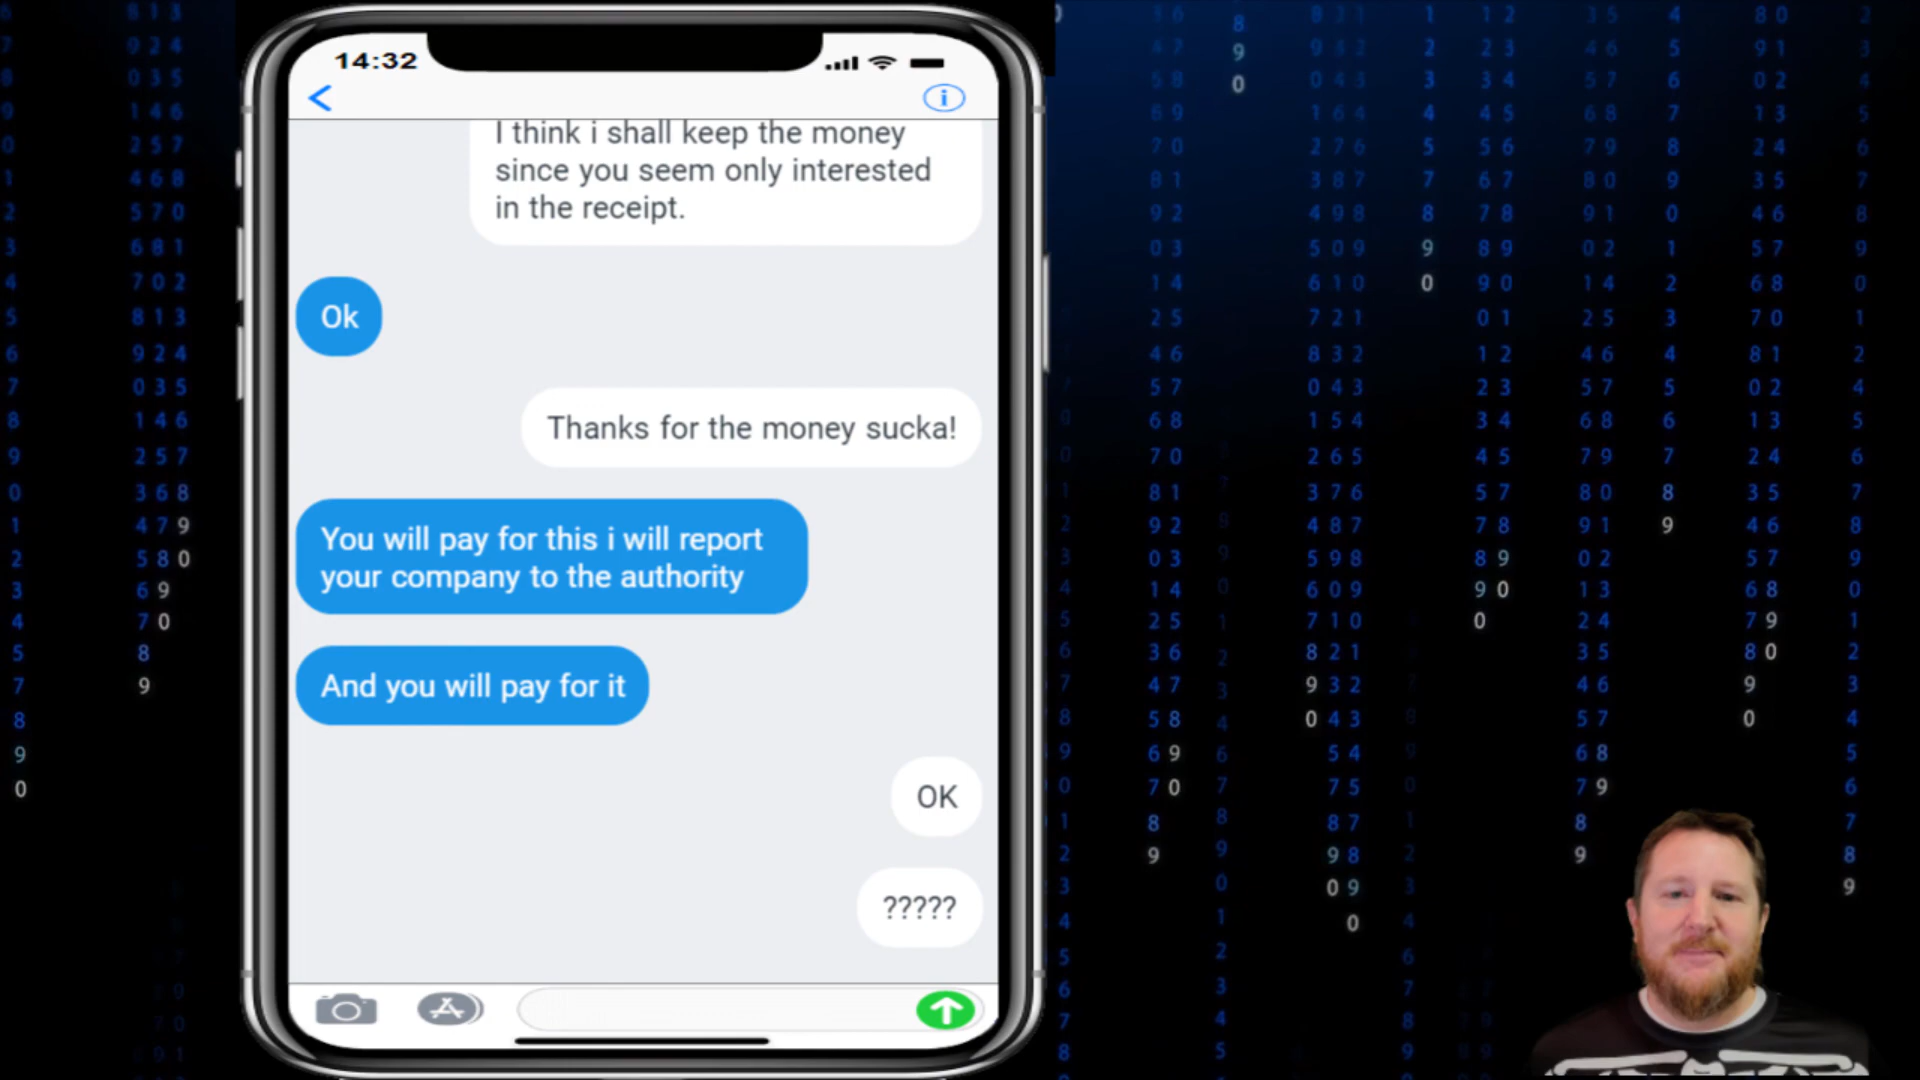 14:32
I think i shall keep the money
since you seem only interested
in the receipt.
Ok
Thanks for the money sucka!
You will pay for this i will report
your company to the authority
And you will pay for it
OK
?????